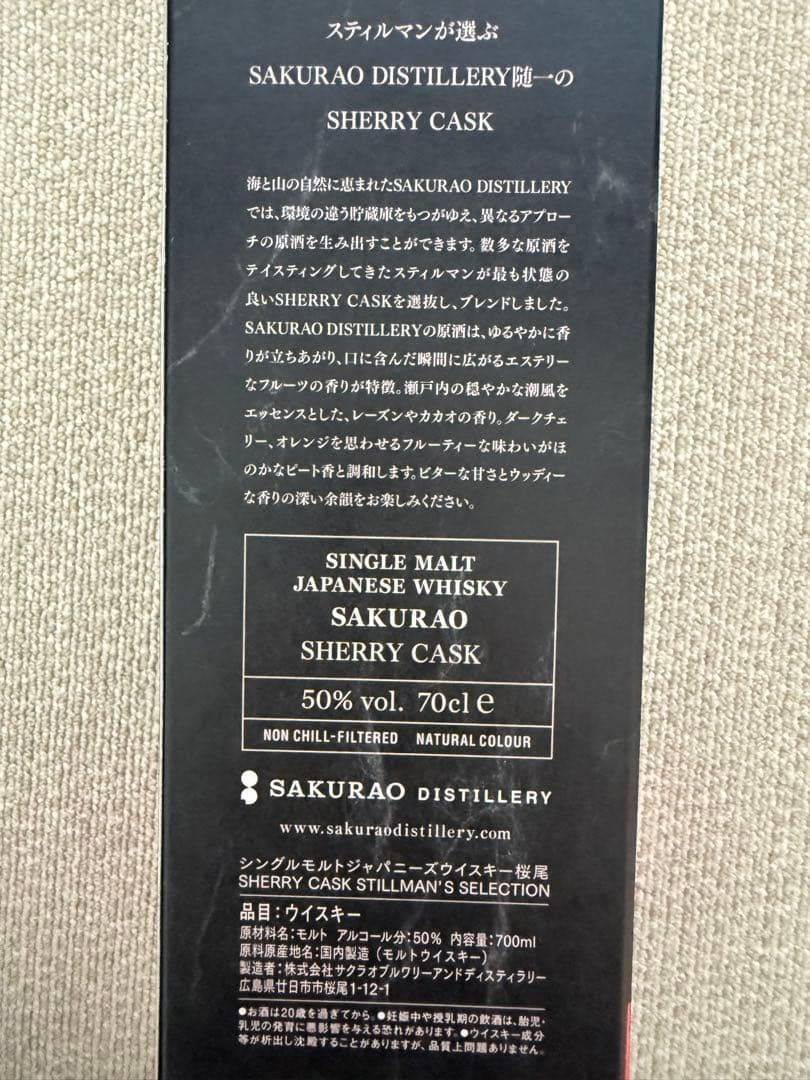 スティルマンが選ぶ
SAKURAO DISTILLERY随一の
SHERRY CASK
海と山の自然に恵まれたSAKURAO DISTILLERY
では、環境の違う貯蔵庫をもつがゆえ、異なるアプロー
チの原酒を生み出すことができます。数多な原酒を
テイスティングしてきたスティルマンが最も状態の
良いSHERRY CASKを選抜し、ブレンドしました。
SAKURAO DISTILLERYの原酒は、ゆるやかに香
りが立ちあがり、口に含んだ瞬間に広がるエステリー
なフルーツの香りが特徴。瀬戸内の穏やかな潮風を
エッセンスとした、レーズンやカカオの香り。ダークチェ
リー、オレンジを思わせるフルーティーな味わいがほ
のかなピート香と調和します。ビターな甘さとウッディー
な香りの深い余韻をお楽しみください。
SINGLE MALT
JAPANESE WHISKY
SAKURAO
SHERRY CASK
50% vol. 70cl e
NON CHILL-FILTERED NATURAL COLOUR
SAKURAO DISTILLERY
www.sakuraodistillery.com
シングルモルトジャパニーズウイスキー桜尾
SHERRY CASK STILLMAN'S SELECTION
品目：ウイスキー
原材料名：モルト アルコール分：50% 内容量：700ml
原料原産地名：国内製造（モルトウイスキー）
製造者：株式会社サクラオブルワリーアンドディスティラリー
広島県廿日市市桜尾1-12-1
●お酒は20歳を過ぎてから。●妊娠中や授乳期の飲酒は、胎児・
乳児の発育に悪影響を与える恐れがあります。●ウイスキー成分
等が析出し沈殿することがありますが、品質上問題ありません。